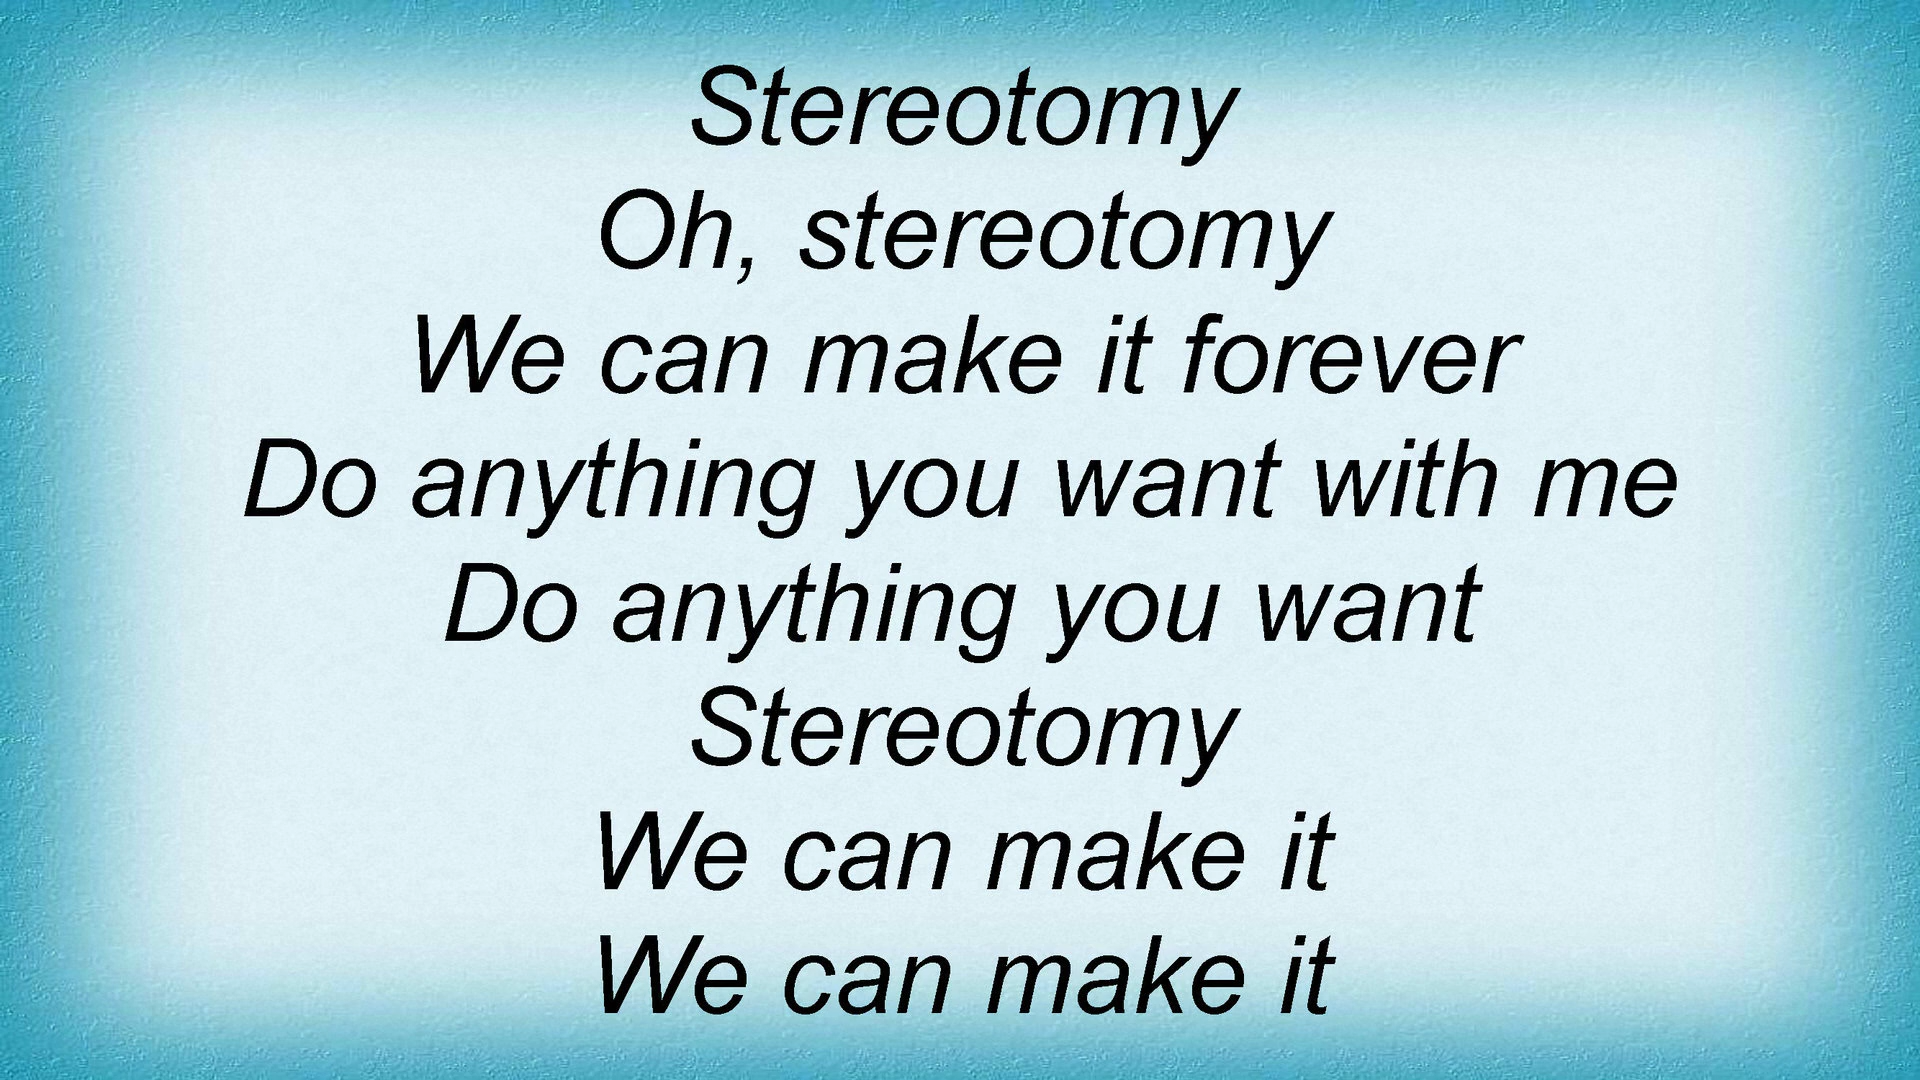 Stereotomy
Oh, stereotomy
We can make it forever
Do anything you want with me
Do anything you want
Stereotomy
We can make it
We can make it